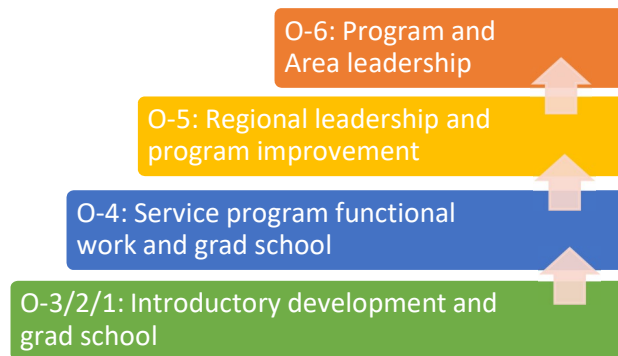 O-6: Program and
Area leadership
O-5: Regional leadership and
program improvement
O-4: Service program functional
work and grad school
O-3/2/1: Introductory development and
grad school